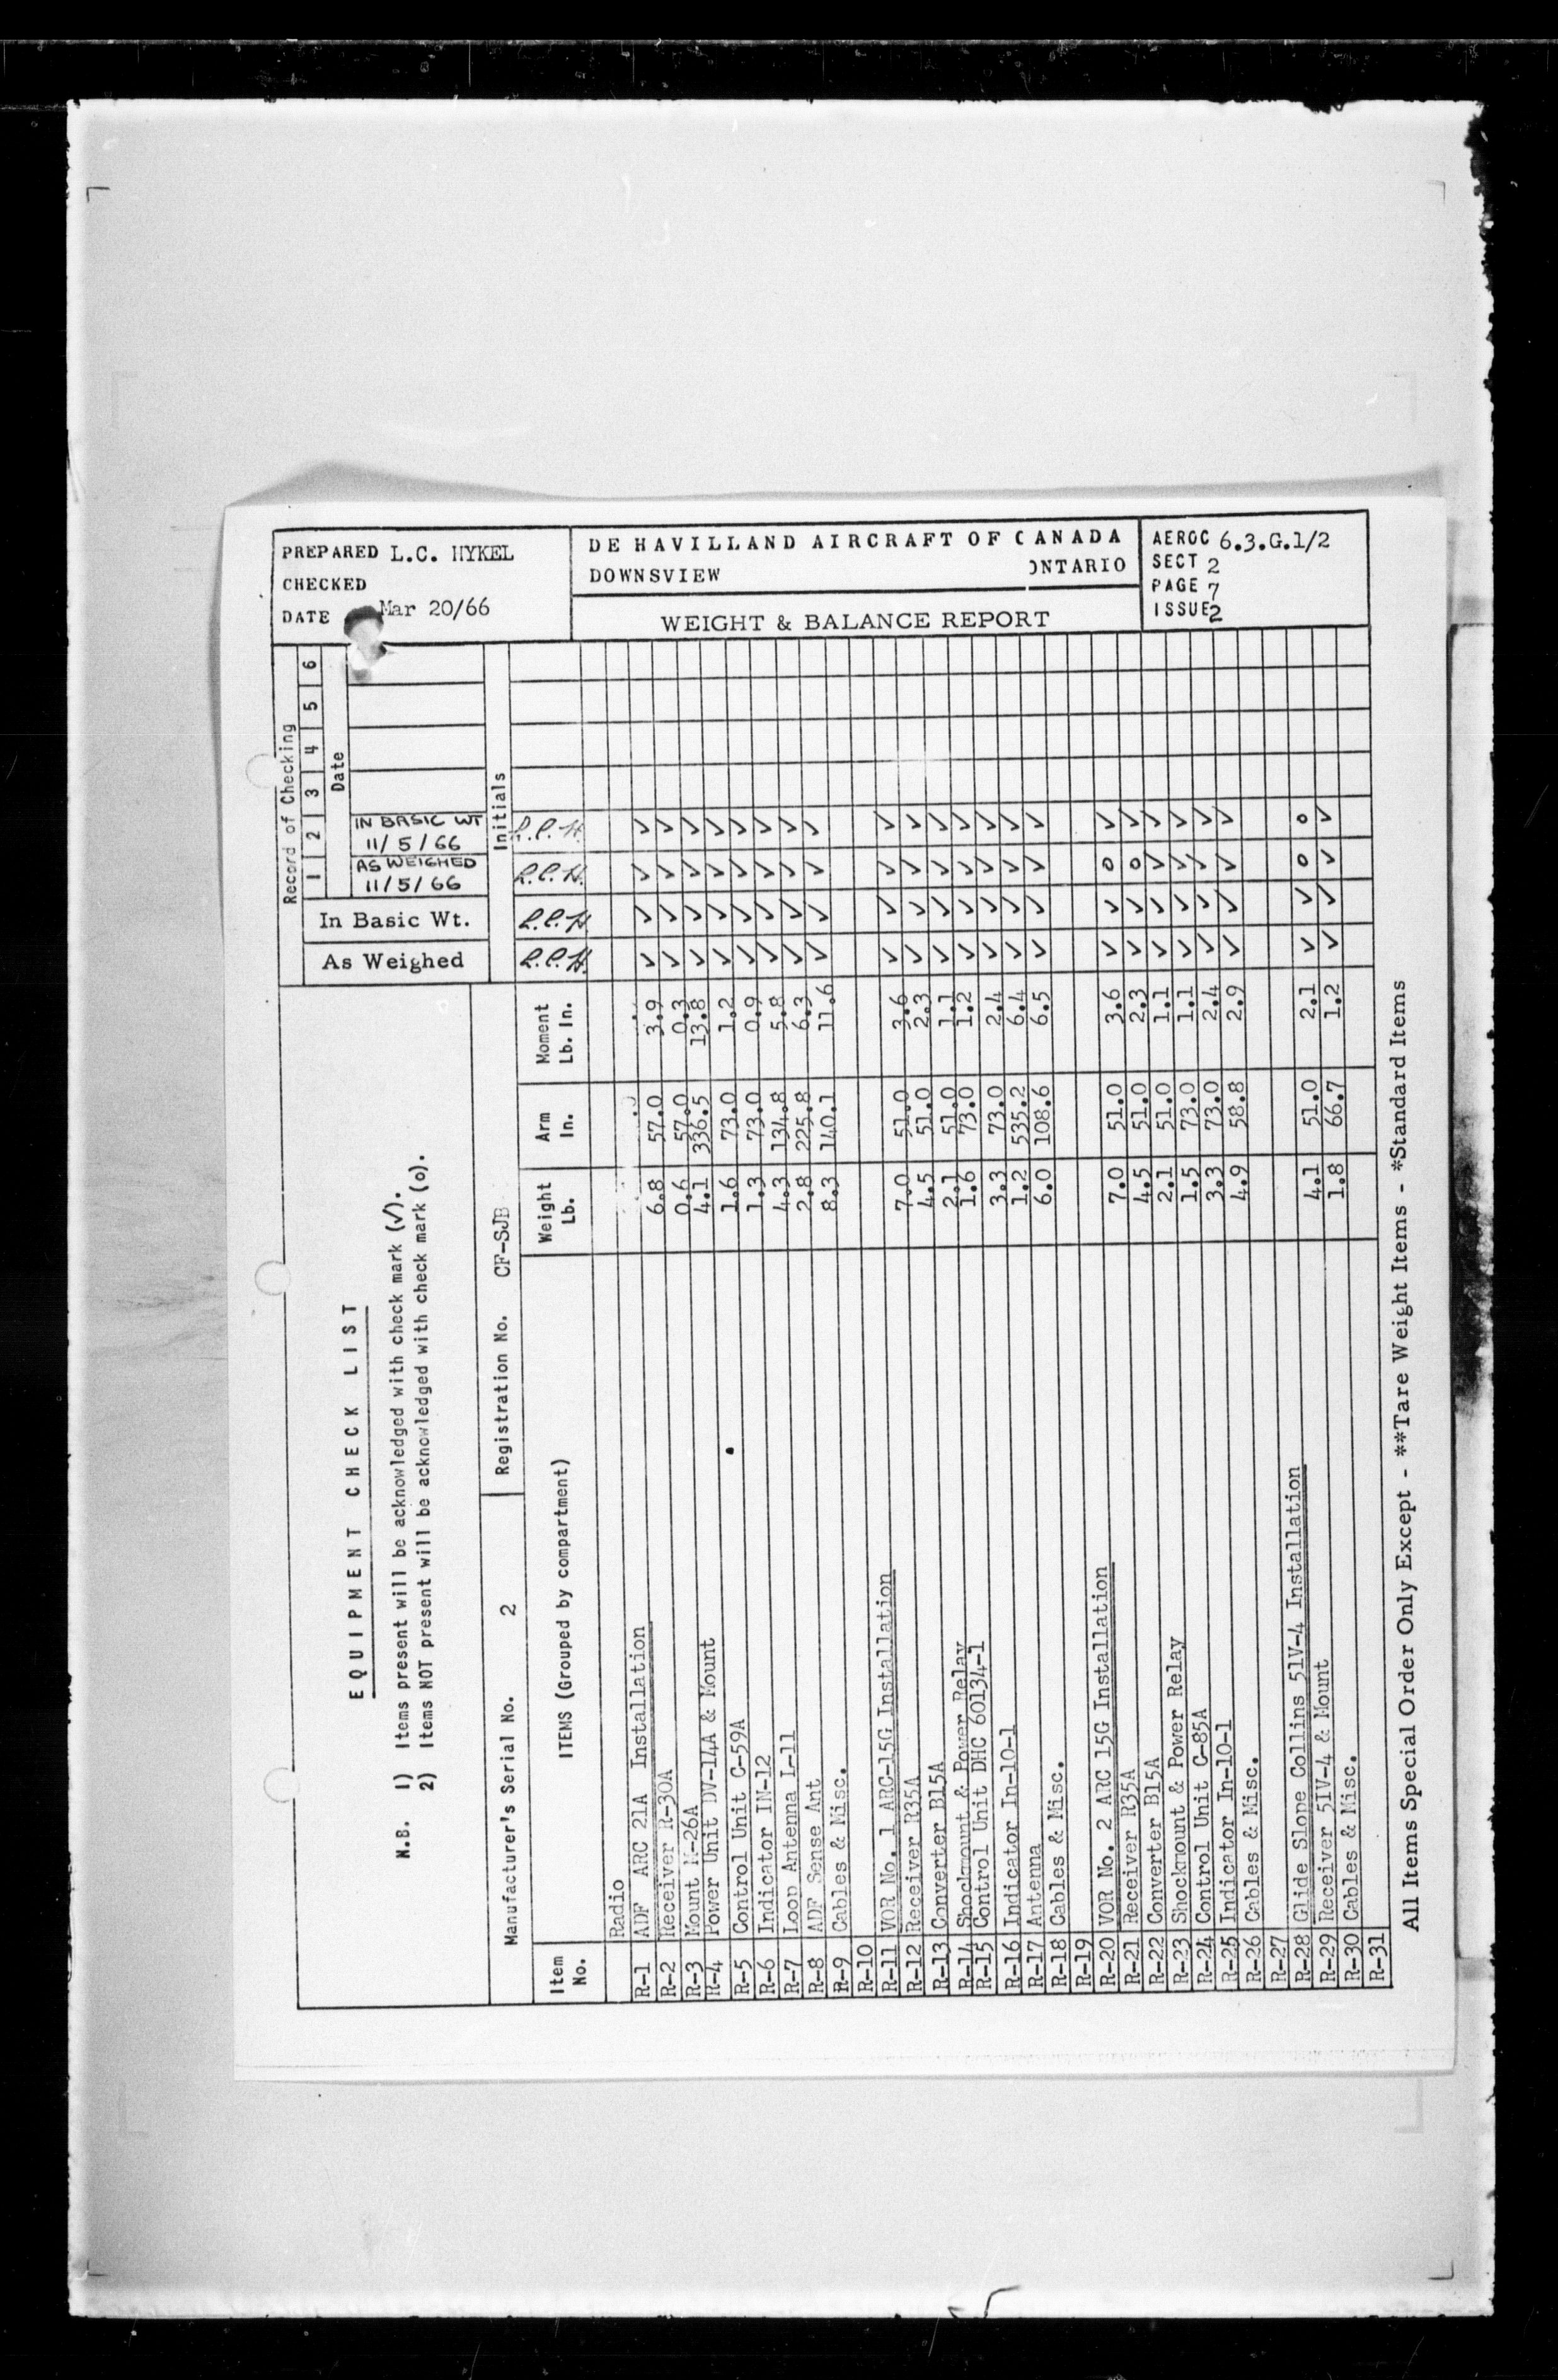 PREPARED L.C. HYKEL
CHECKED
DATE Mar 20/66
DE HAVILLAND AIRCRAFT OF CANADA
DOWNSVIEW ONTARIO
WEIGHT & BALANCE REPORT
AEROC 6.3.G.1/2
SECT 2
PAGE 7
ISSUE 2
EQUIPMENT CHECK LIST
N.B. 1) Items present will be acknowledged with check mark (✓).
2) Items NOT present will be acknowledged with check mark (o).
Record of Checking
1 2 3 4 5 6
Date
As Weighed
In Basic Wt.
AS WEIGHED 11/5/66
IN BASIC WT 11/5/66
Manufacturer's Serial No. 2 Registration No. CF-SJB
Initials
Item No. ITEMS (Grouped by compartment) Weight Lb. Arm In. Moment Lb. In. L.C.H. L.C.H. L.C.H. L.C.H.
Radio
R-1 ADF ARC 21A Installation
R-2 Receiver R-30A 6.8 57.0 3.9 ✓ ✓ ✓ ✓
R-3 Mount M-26A 0.6 57.0 0.3 ✓ ✓ ✓ ✓
R-4 Power Unit DV-14A & Mount 4.1 336.5 13.8 ✓ ✓ ✓ ✓
R-5 Control Unit C-59A 1.6 73.0 1.2 ✓ ✓ ✓ ✓
R-6 Indicator IN-12 1.3 73.0 0.9 ✓ ✓ ✓ ✓
R-7 Loop Antenna L-11 4.3 134.8 5.8 ✓ ✓ ✓ ✓
R-8 ADF Sense Ant 2.8 225.8 6.3 ✓ ✓ ✓ ✓
R-9 Cables & Misc. 8.3 140.1 11.6 ✓ ✓ ✓ ✓
R-10
R-11 VOR No. 1 ARC-15G Installation
R-12 Receiver R35A 7.0 51.0 3.6 ✓ ✓ ✓ ✓
R-13 Converter B15A 4.5 51.0 2.3 ✓ ✓ ✓ ✓
R-14 Shockmount & Power Relay 2.1 51.0 1.1 ✓ ✓ ✓ ✓
R-15 Control Unit DHC 60134-1 1.6 73.0 1.2 ✓ ✓ ✓ ✓
R-16 Indicator In-10-1 3.3 73.0 2.4 ✓ ✓ ✓ ✓
R-17 Antenna 1.2 535.2 6.4 ✓ ✓ ✓ ✓
R-18 Cables & Misc. 6.0 108.6 6.5 ✓ ✓ ✓ ✓
R-19
R-20 VOR No. 2 ARC 15G Installation
R-21 Receiver R35A 7.0 51.0 3.6 ✓ ✓ o ✓
R-22 Converter B15A 4.5 51.0 2.3 ✓ ✓ o ✓
R-23 Shockmount & Power Relay 2.1 51.0 1.1 ✓ ✓ ✓ ✓
R-24 Control Unit C-85A 1.5 73.0 1.1 ✓ ✓ ✓ ✓
R-25 Indicator In-10-1 3.3 73.0 2.4 ✓ ✓ ✓ ✓
R-26 Cables & Misc. 4.9 58.8 2.9 ✓ ✓ ✓ ✓
R-27
R-28 Glide Slope Collins 51V-4 Installation
R-29 Receiver 51V-4 & Mount 4.1 51.0 2.1 ✓ ✓ o o
R-30 Cables & Misc. 1.8 66.7 1.2 ✓ ✓ ✓ ✓
R-31
All Items Special Order Only Except - **Tare Weight Items - *Standard Items